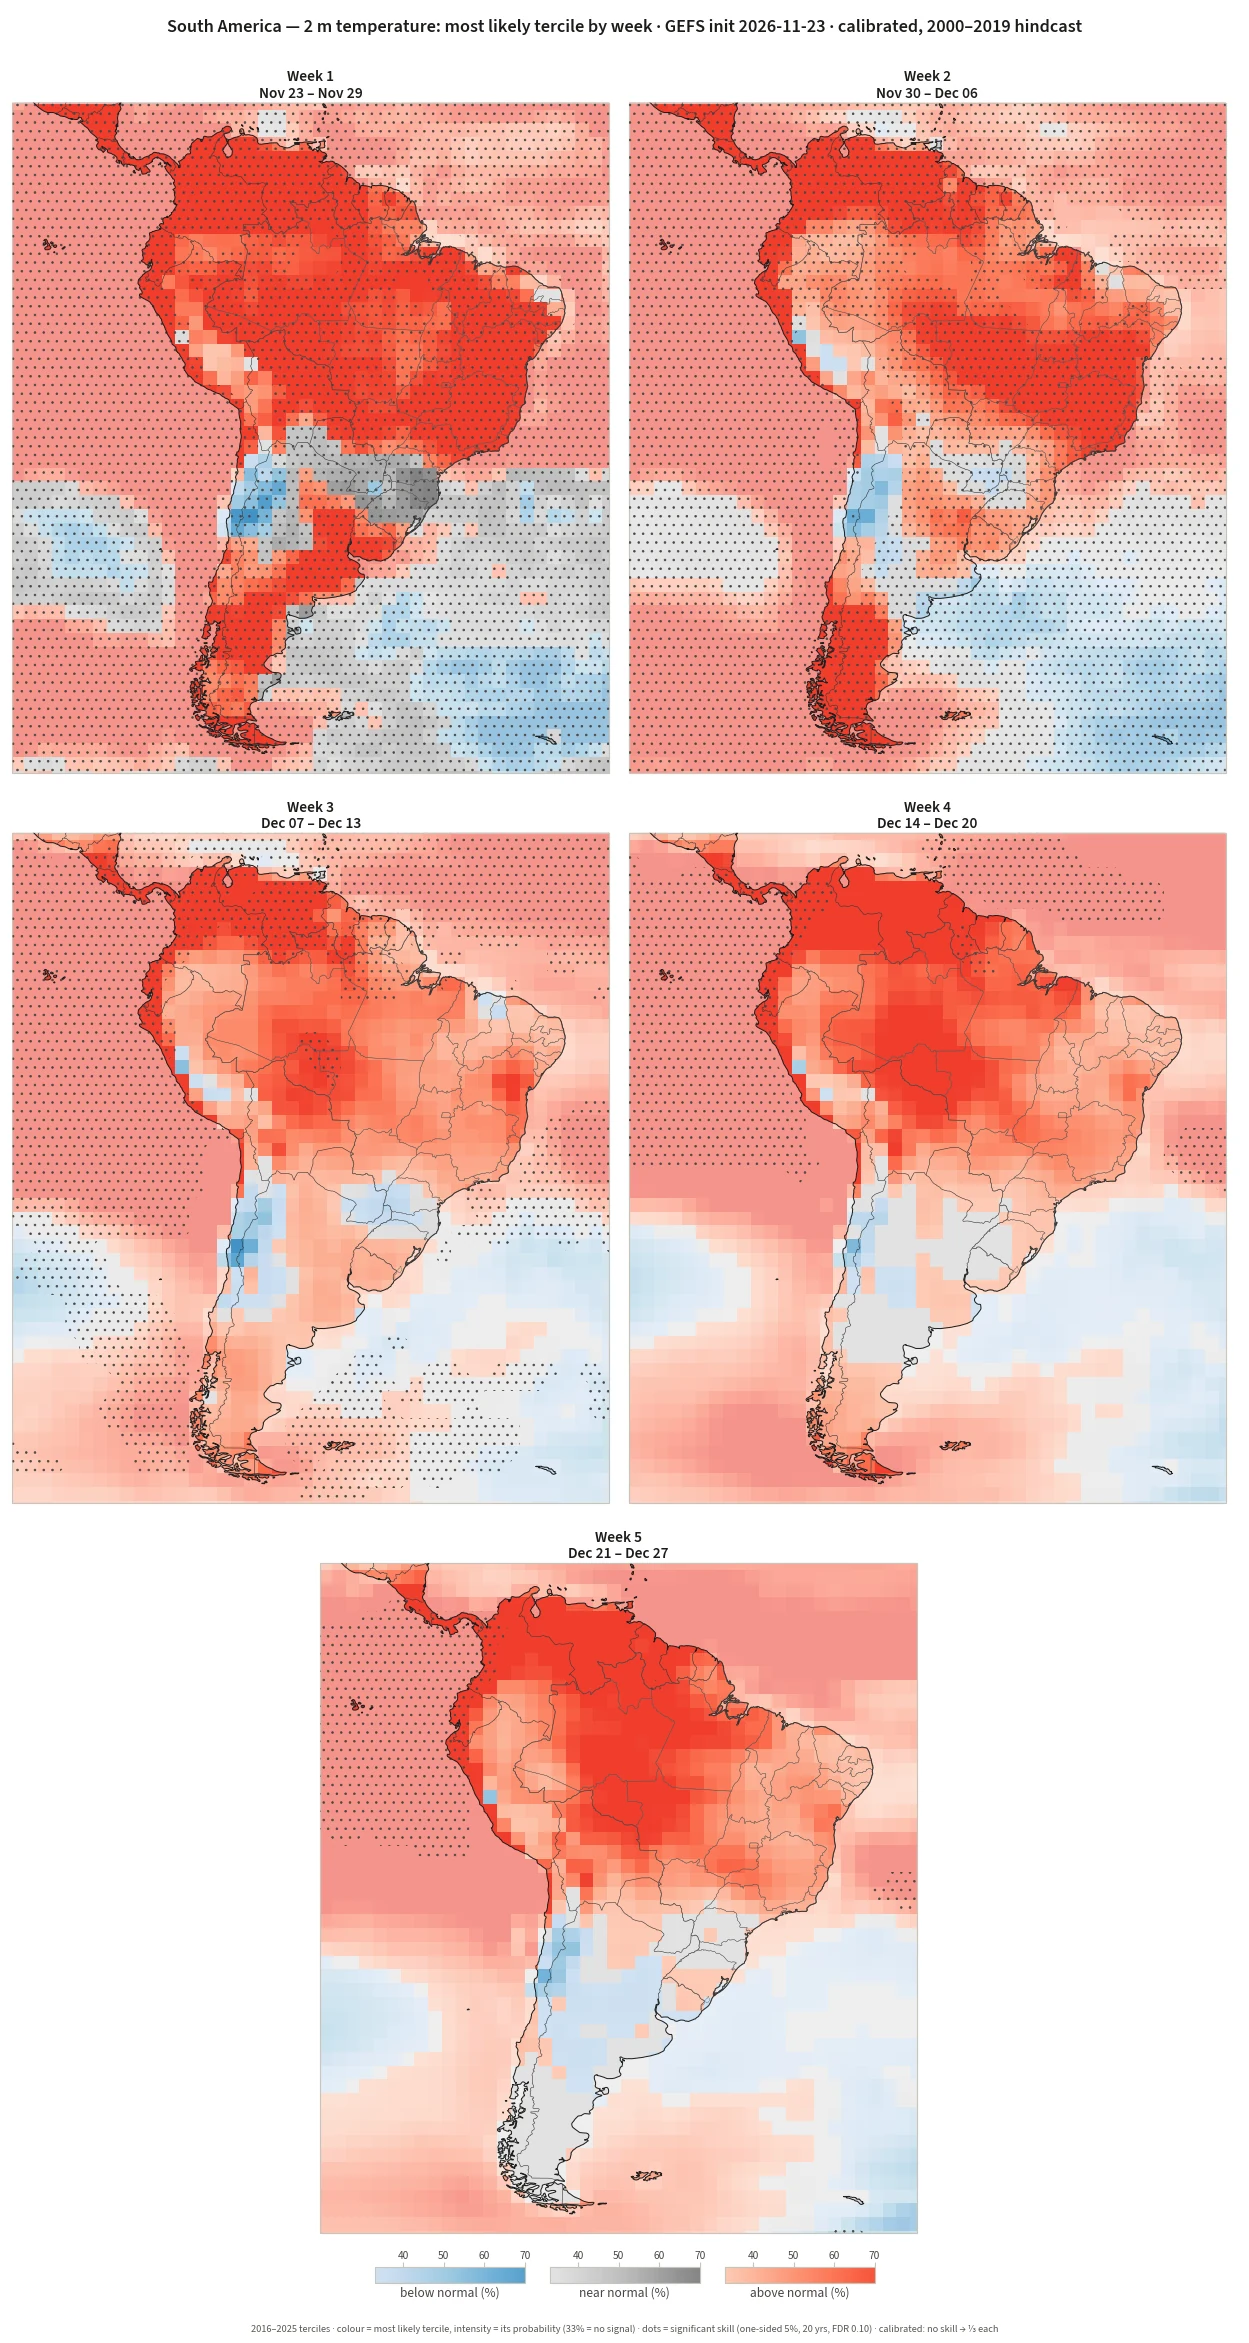 South America — 2 m temperature: most likely tercile by week · GEFS init 2026-11-23 · calibrated, 2000–2019 hindcast
Week 1
Nov 23 – Nov 29
Week 2
Nov 30 – Dec 06
Week 3
Dec 07 – Dec 13
Week 4
Dec 14 – Dec 20
Week 5
Dec 21 – Dec 27
40 50 60 70 40 50 60 70 40 50 60 70
below normal (%) near normal (%) above normal (%)
2016–2025 terciles · colour = most likely tercile, intensity = its probability (33% = no signal) · dots = significant skill (one-sided 5%, 20 yrs, FDR 0.10) · calibrated: no skill → ⅓ each